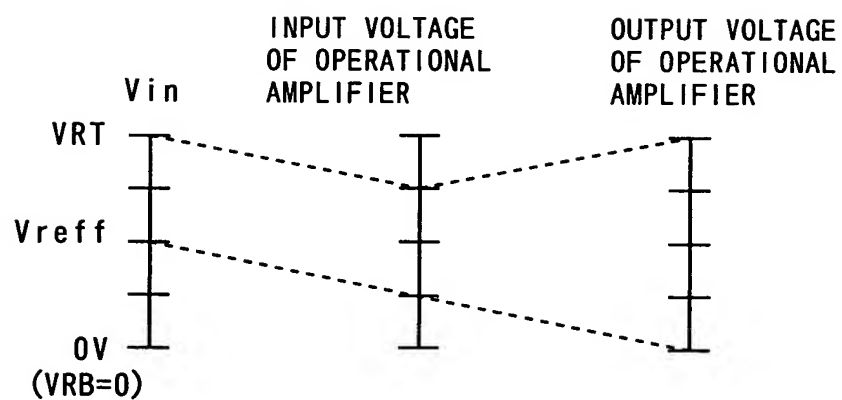 INPUT VOLTAGE
OF OPERATIONAL
AMPLIFIER
OUTPUT VOLTAGE
OF OPERATIONAL
AMPLIFIER
Vin
VRT
Vreff
0V
(VRB=0)